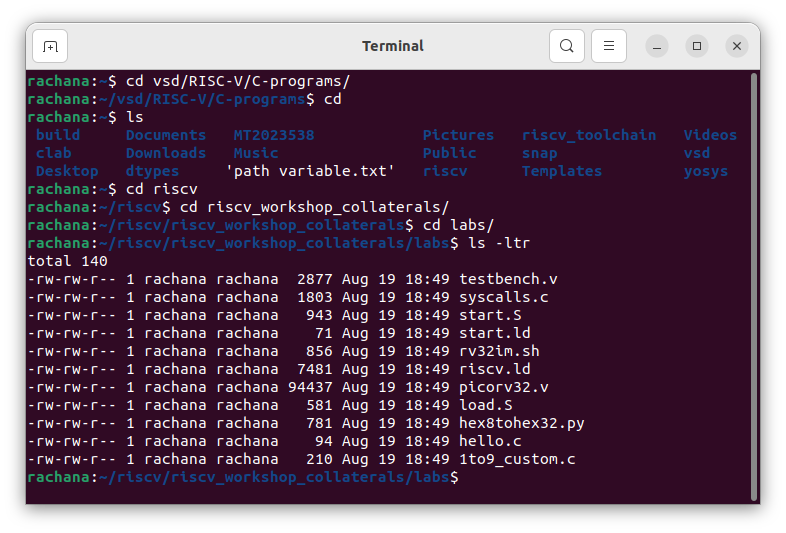 Terminal
rachana:~$ cd vsd/RISC-V/C-programs/
rachana:~/vsd/RISC-V/C-programs$ cd
rachana:~$ ls
build Documents MT2023538 Pictures riscv_toolchain Videos
clab Downloads Music Public snap vsd
Desktop dtypes 'path variable.txt' riscv Templates yosys
rachana:~$ cd riscv
rachana:~/riscv$ cd riscv_workshop_collaterals/
rachana:~/riscv/riscv_workshop_collaterals$ cd labs/
rachana:~/riscv/riscv_workshop_collaterals/labs$ ls -ltr
total 140
-rw-rw-r-- 1 rachana rachana  2877 Aug 19 18:49 testbench.v
-rw-rw-r-- 1 rachana rachana  1803 Aug 19 18:49 syscalls.c
-rw-rw-r-- 1 rachana rachana   943 Aug 19 18:49 start.S
-rw-rw-r-- 1 rachana rachana    71 Aug 19 18:49 start.ld
-rw-rw-r-- 1 rachana rachana   856 Aug 19 18:49 rv32im.sh
-rw-rw-r-- 1 rachana rachana  7481 Aug 19 18:49 riscv.ld
-rw-rw-r-- 1 rachana rachana 94437 Aug 19 18:49 picorv32.v
-rw-rw-r-- 1 rachana rachana   581 Aug 19 18:49 load.S
-rw-rw-r-- 1 rachana rachana   781 Aug 19 18:49 hex8tohex32.py
-rw-rw-r-- 1 rachana rachana    94 Aug 19 18:49 hello.c
-rw-rw-r-- 1 rachana rachana   210 Aug 19 18:49 1to9_custom.c
rachana:~/riscv/riscv_workshop_collaterals/labs$